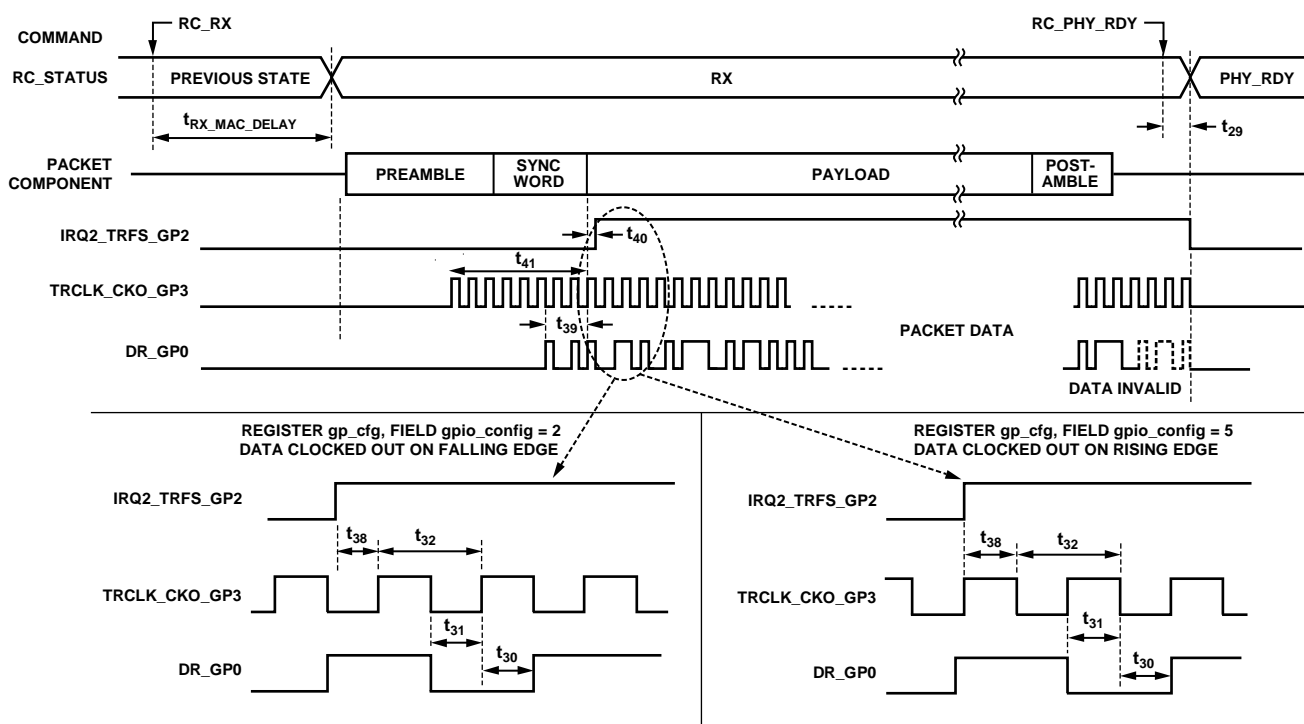 RC_RX
RC_PHY_RDY
COMMAND
RC_STATUS
PREVIOUS STATE
RX
PHY_RDY
tRX_MAC_DELAY
t29
PACKET
COMPONENT
PREAMBLE
SYNC
WORD
PAYLOAD
POST-
AMBLE
IRQ2_TRFS_GP2
t40
t41
TRCLK_CKO_GP3
t39
PACKET DATA
DR_GP0
DATA INVALID
REGISTER gp_cfg, FIELD gpio_config = 2
DATA CLOCKED OUT ON FALLING EDGE
IRQ2_TRFS_GP2
t38
t32
TRCLK_CKO_GP3
t31
t30
DR_GP0
REGISTER gp_cfg, FIELD gpio_config = 5
DATA CLOCKED OUT ON RISING EDGE
IRQ2_TRFS_GP2
t38
t32
TRCLK_CKO_GP3
t31
t30
DR_GP0